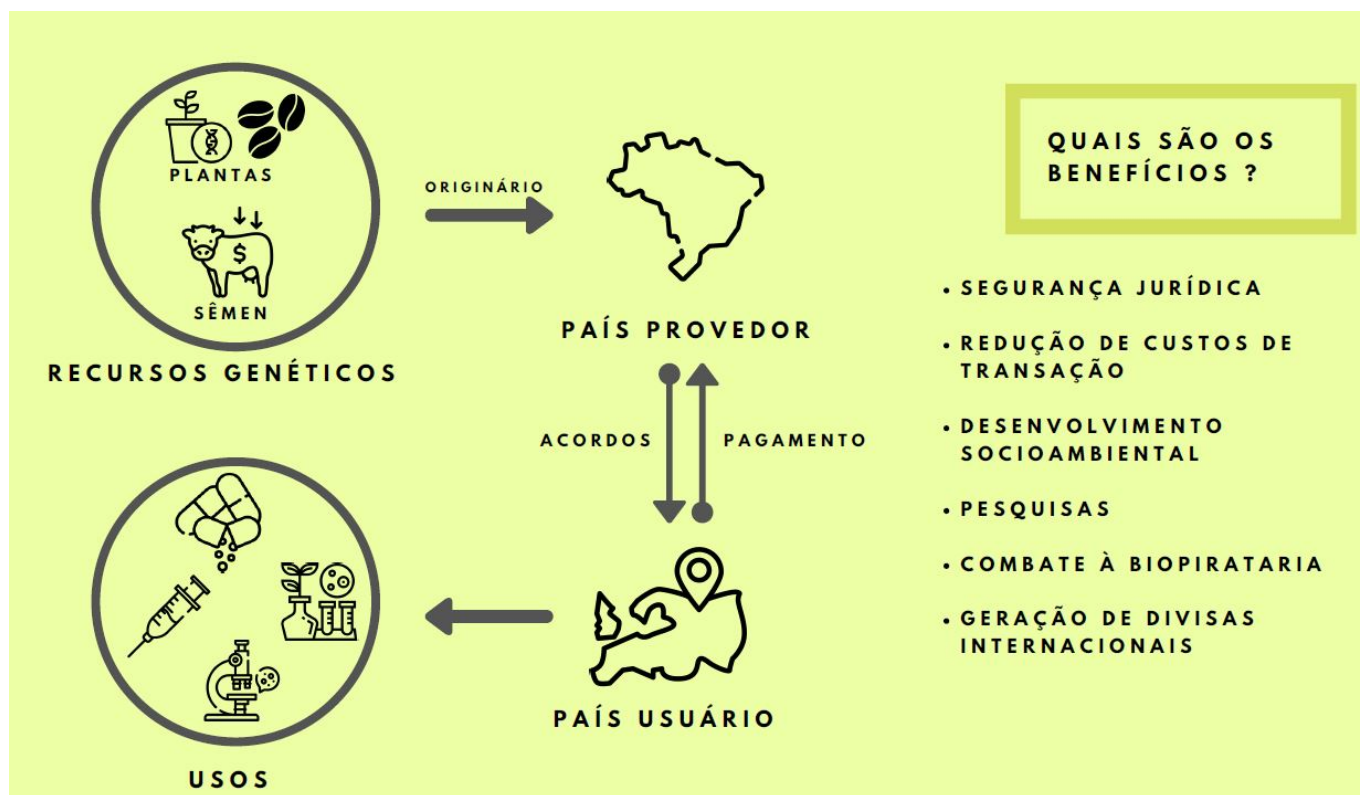 PLANTAS
SÊMEN
RECURSOS GENÉTICOS
ORIGINÁRIO
PAÍS PROVEDOR
ACORDOS
PAGAMENTO
PAÍS USUÁRIO
USOS
QUAIS SÃO OS
BENEFÍCIOS ?
• SEGURANÇA JURÍDICA
• REDUÇÃO DE CUSTOS DE
TRANSAÇÃO
• DESENVOLVIMENTO
SOCIOAMBIENTAL
• PESQUISAS
• COMBATE À BIOPIRATARIA
• GERAÇÃO DE DIVISAS
INTERNACIONAIS